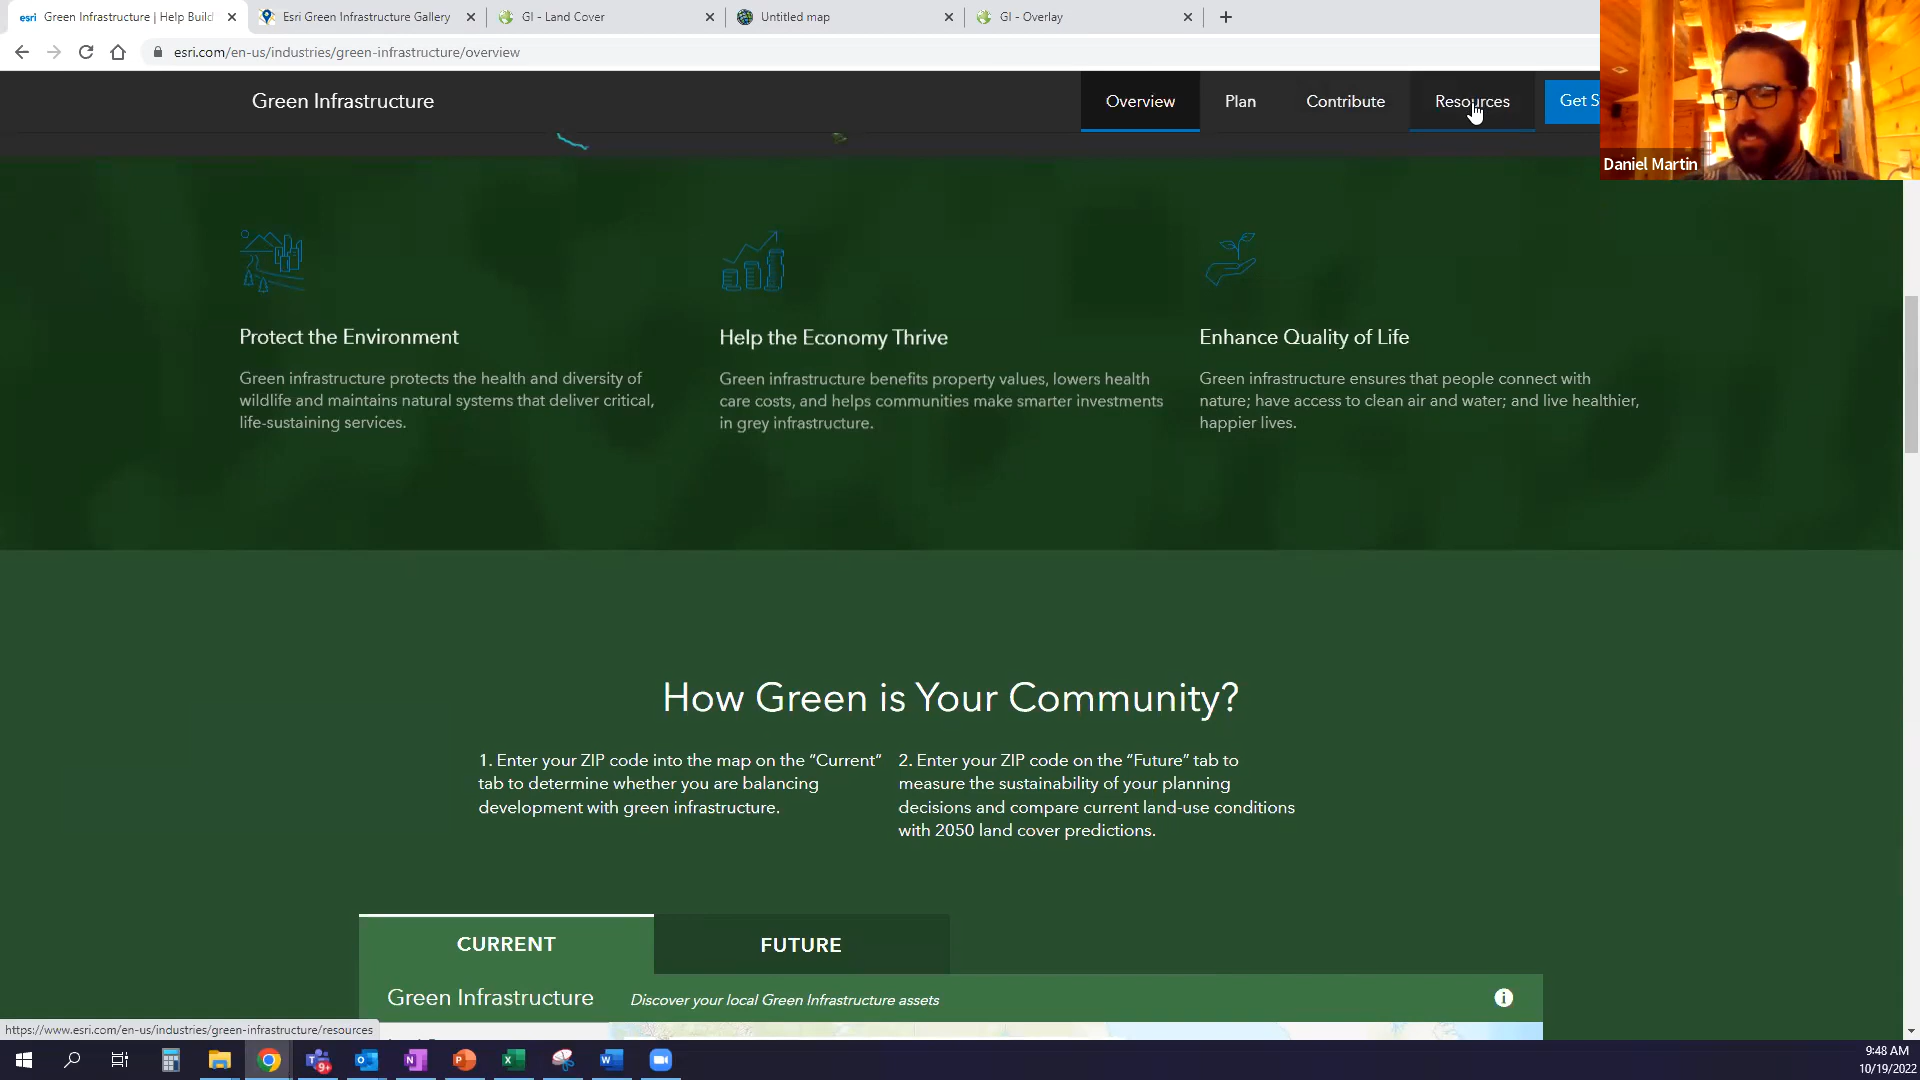 esri Green Infrastructure | Help Build
Esri Green Infrastructure Gallery
GI - Land Cover
Untitled map
GI - Overlay
esri.com/en-us/industries/green-infrastructure/overview
Green Infrastructure
Overview
Plan
Contribute
Resources
Get S
Daniel Martin
Protect the Environment
Green infrastructure protects the health and diversity of
wildlife and maintains natural systems that deliver critical,
life-sustaining services.
Help the Economy Thrive
Green infrastructure benefits property values, lowers health
care costs, and helps communities make smarter investments
in grey infrastructure.
Enhance Quality of Life
Green infrastructure ensures that people connect with
nature; have access to clean air and water; and live healthier,
happier lives.
How Green is Your Community?
1. Enter your ZIP code into the map on the “Current”
tab to determine whether you are balancing
development with green infrastructure.
2. Enter your ZIP code on the “Future” tab to
measure the sustainability of your planning
decisions and compare current land-use conditions
with 2050 land cover predictions.
CURRENT
FUTURE
Green Infrastructure
Discover your local Green Infrastructure assets
https://www.esri.com/en-us/industries/green-infrastructure/resources
9+
9:48 AM
10/19/2022